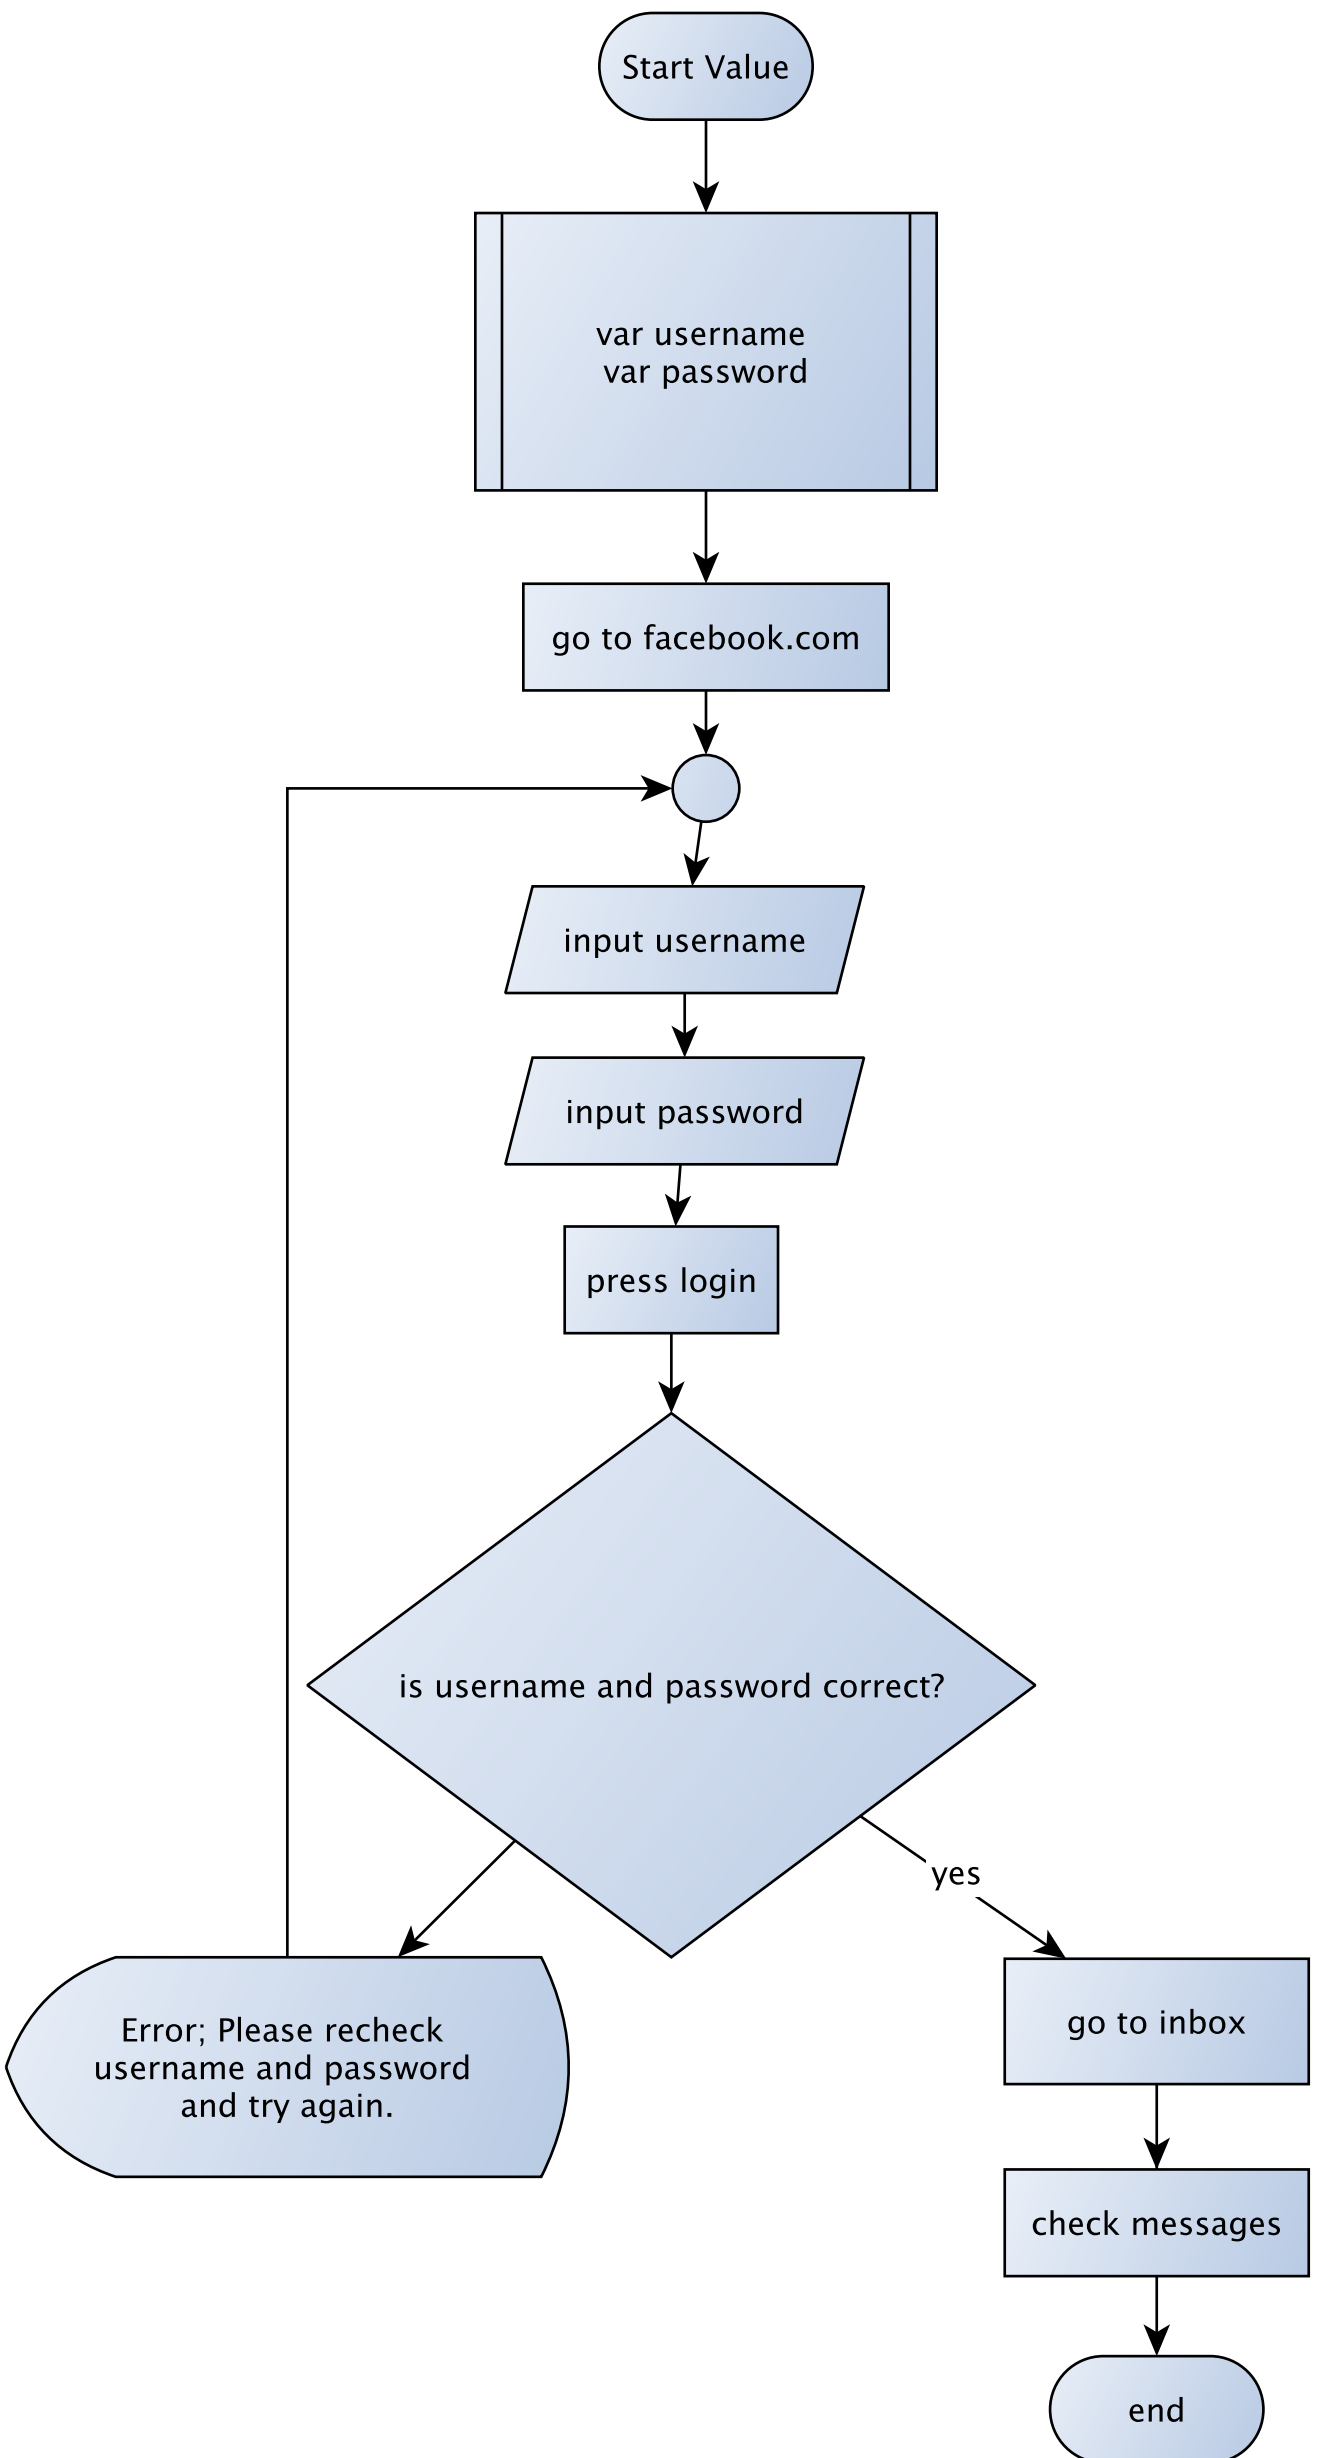 Start Value
var username
var password
go to facebook.com
input username
input password
press login
is username and password correct?
yes
Error; Please recheck
username and password
and try again.
go to inbox
check messages
end